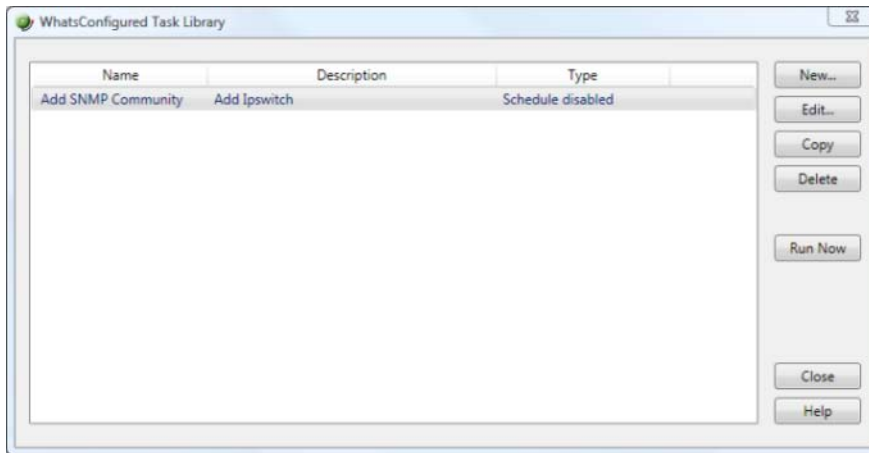 WhatsConfigured Task Library
Name Description Type
Add SNMP Community Add Ipswitch Schedule disabled
New...
Edit...
Copy
Delete
Run Now
Close
Help